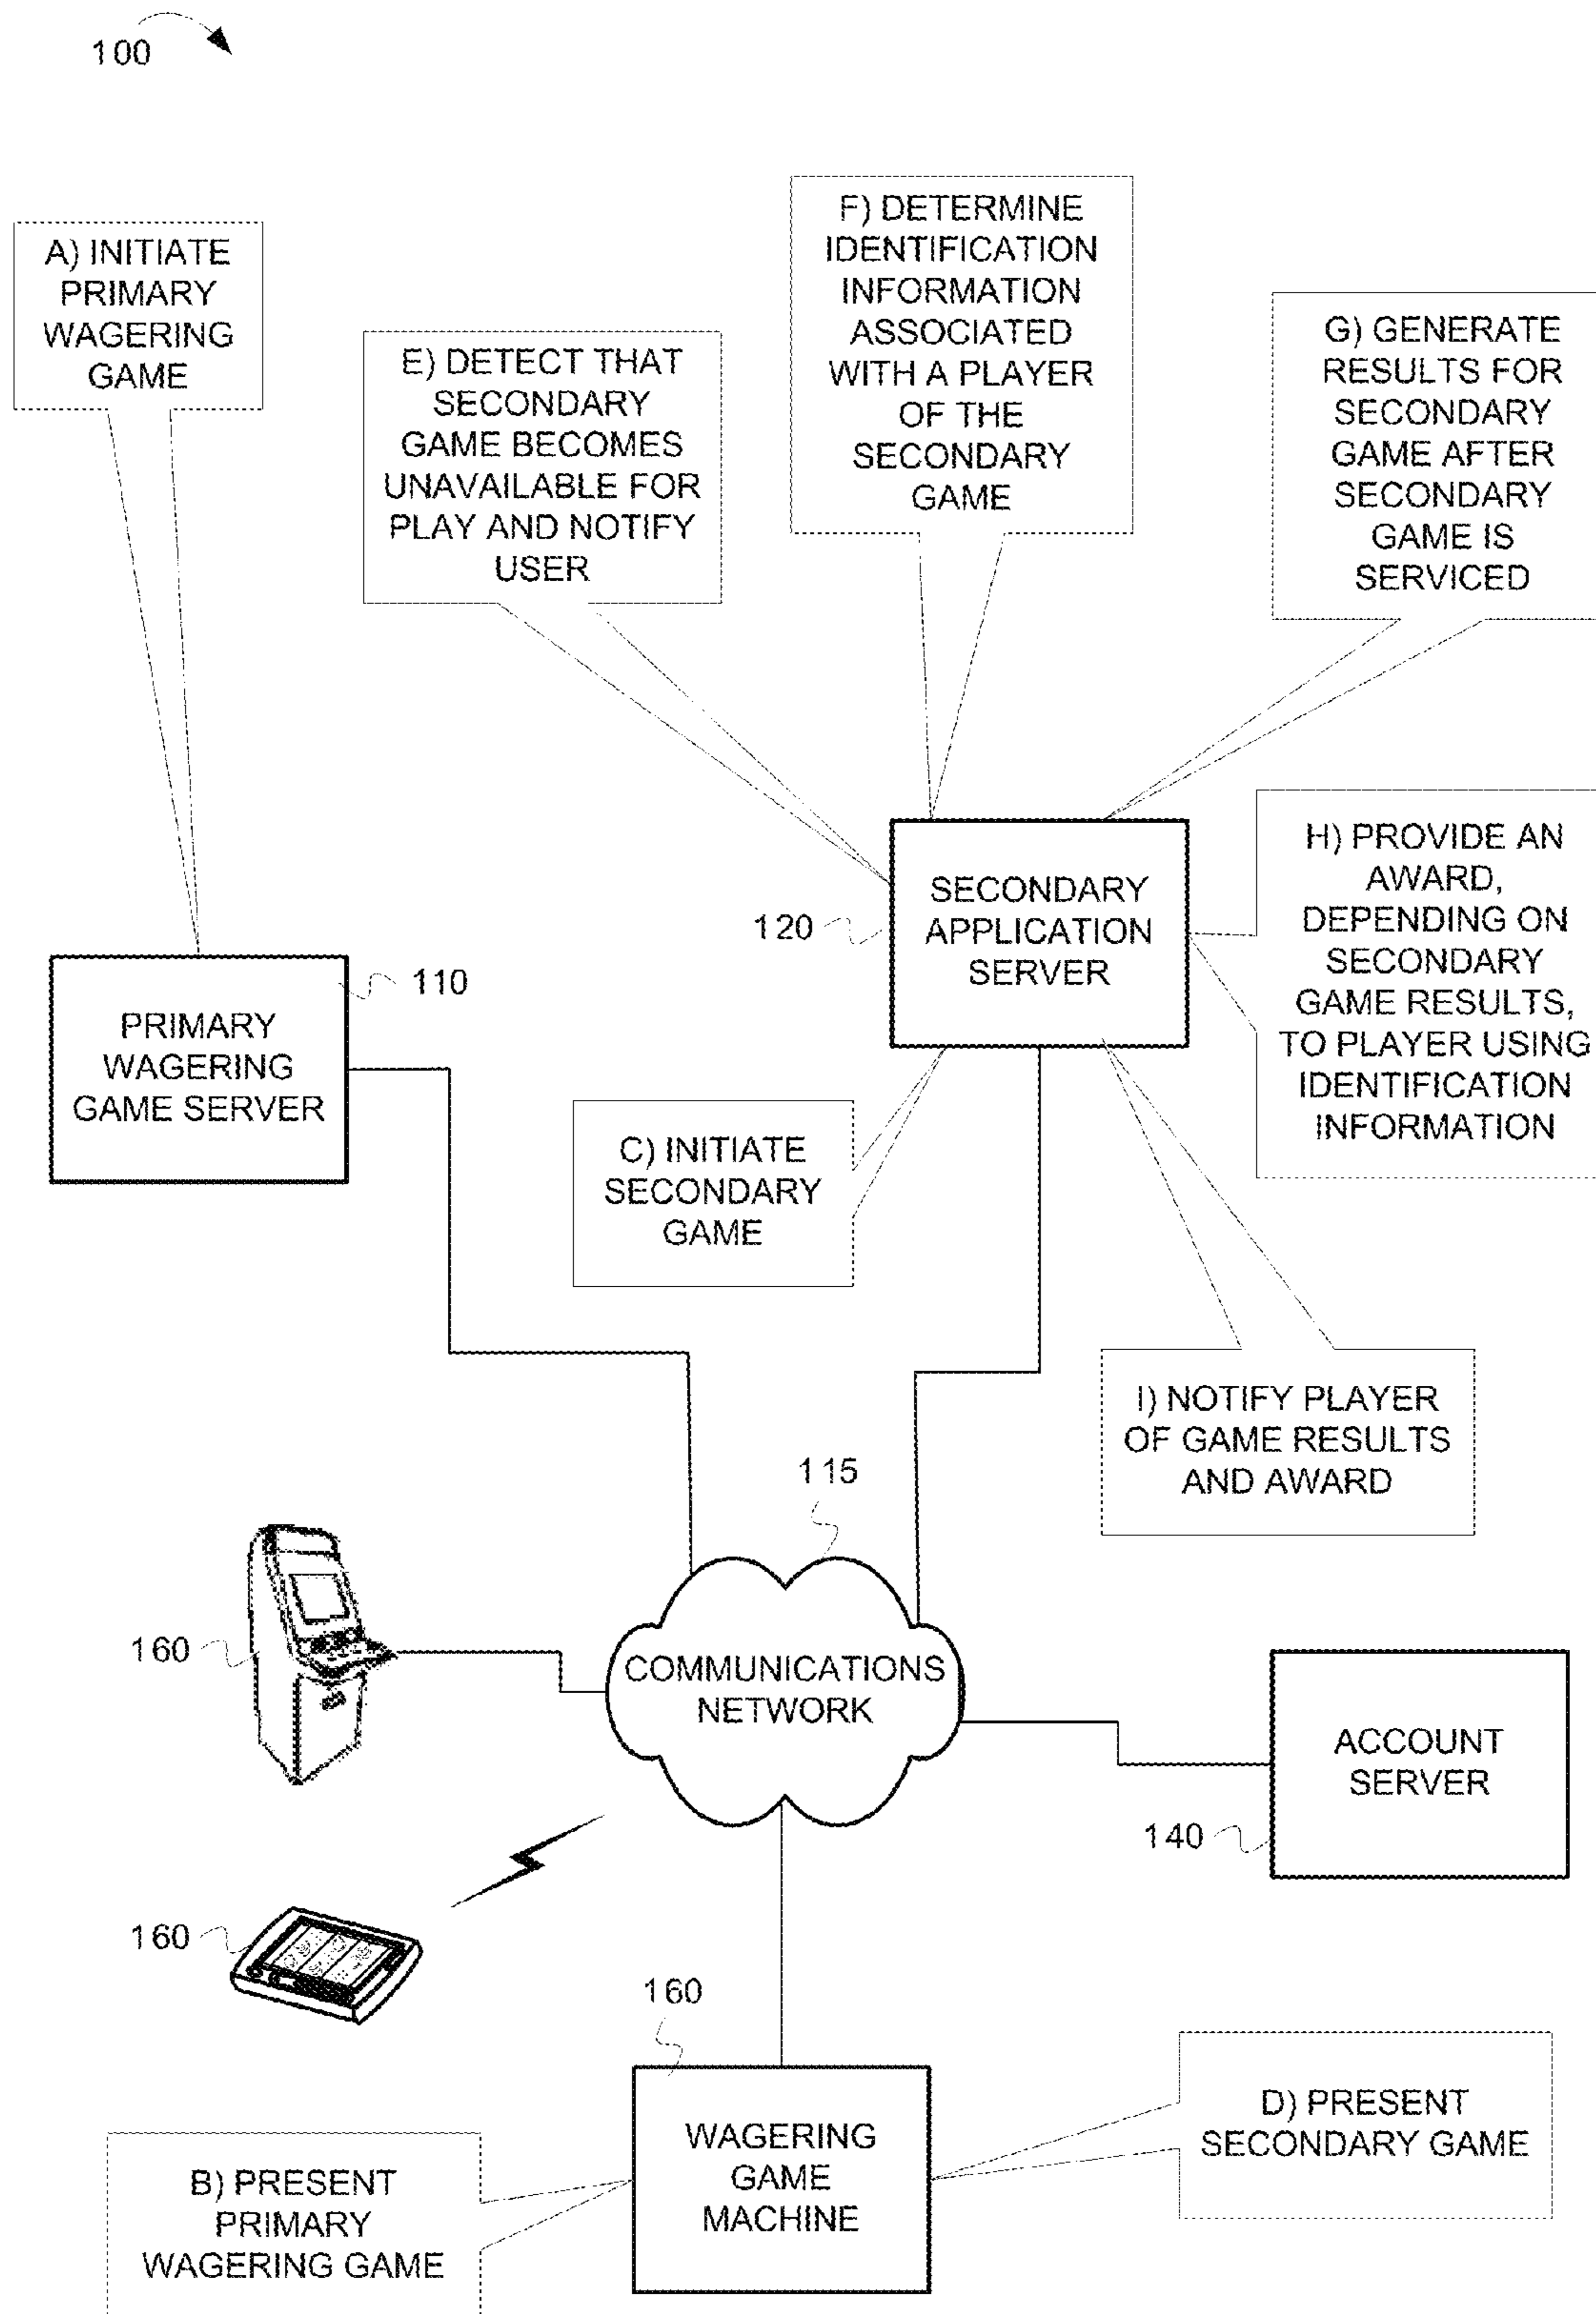 100
A) INITIATE
PRIMARY
WAGERING
GAME
E) DETECT THAT
SECONDARY
GAME BECOMES
UNAVAILABLE FOR
PLAY AND NOTIFY
USER
F) DETERMINE
IDENTIFICATION
INFORMATION
ASSOCIATED
WITH A PLAYER
OF THE
SECONDARY
GAME
G) GENERATE
RESULTS FOR
SECONDARY
GAME AFTER
SECONDARY
GAME IS
SERVICED
H) PROVIDE AN
AWARD,
DEPENDING ON
SECONDARY
GAME RESULTS,
TO PLAYER USING
IDENTIFICATION
INFORMATION
120
SECONDARY
APPLICATION
SERVER
110
PRIMARY
WAGERING
GAME SERVER
C) INITIATE
SECONDARY
GAME
I) NOTIFY PLAYER
OF GAME RESULTS
AND AWARD
115
160
COMMUNICATIONS
NETWORK
ACCOUNT
SERVER
140
160
160
WAGERING
GAME
MACHINE
D) PRESENT
SECONDARY GAME
B) PRESENT
PRIMARY
WAGERING GAME